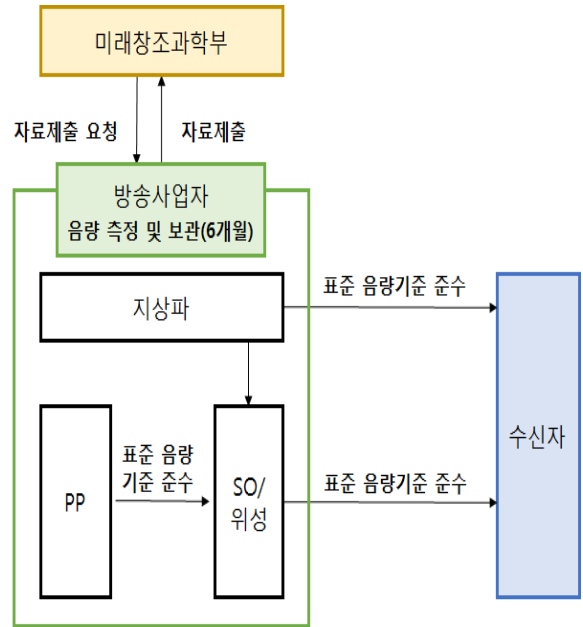 미래창조과학부
자료제출 요청
자료제출
방송사업자
음량 측정 및 보관(6개월)
지상파
표준 음량기준 준수
PP
표준 음량
기준 준수
SO/
위성
표준 음량기준 준수
수신자